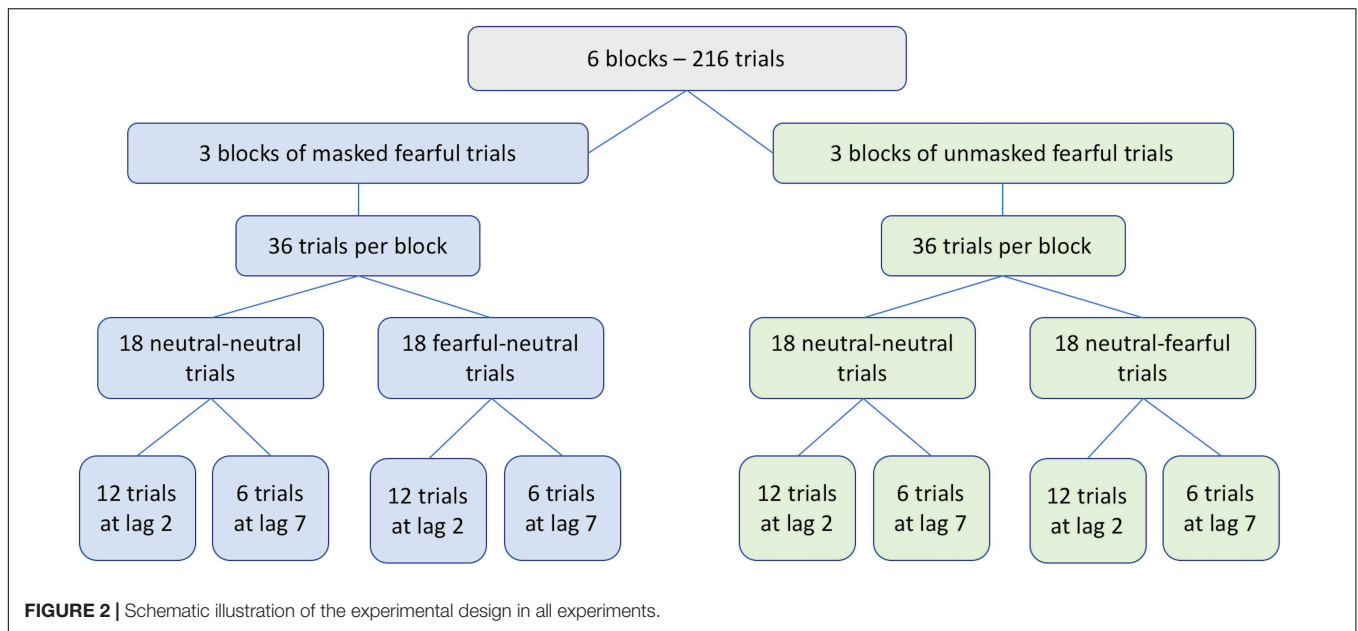 6 blocks – 216 trials
3 blocks of masked fearful trials
3 blocks of unmasked fearful trials
36 trials per block
36 trials per block
18 neutral-neutral
trials
18 fearful-neutral
trials
18 neutral-neutral
trials
18 neutral-fearful
trials
12 trials
at lag 2
6 trials
at lag 7
12 trials
at lag 2
6 trials
at lag 7
12 trials
at lag 2
6 trials
at lag 7
12 trials
at lag 2
6 trials
at lag 7
FIGURE 2 | Schematic illustration of the experimental design in all experiments.